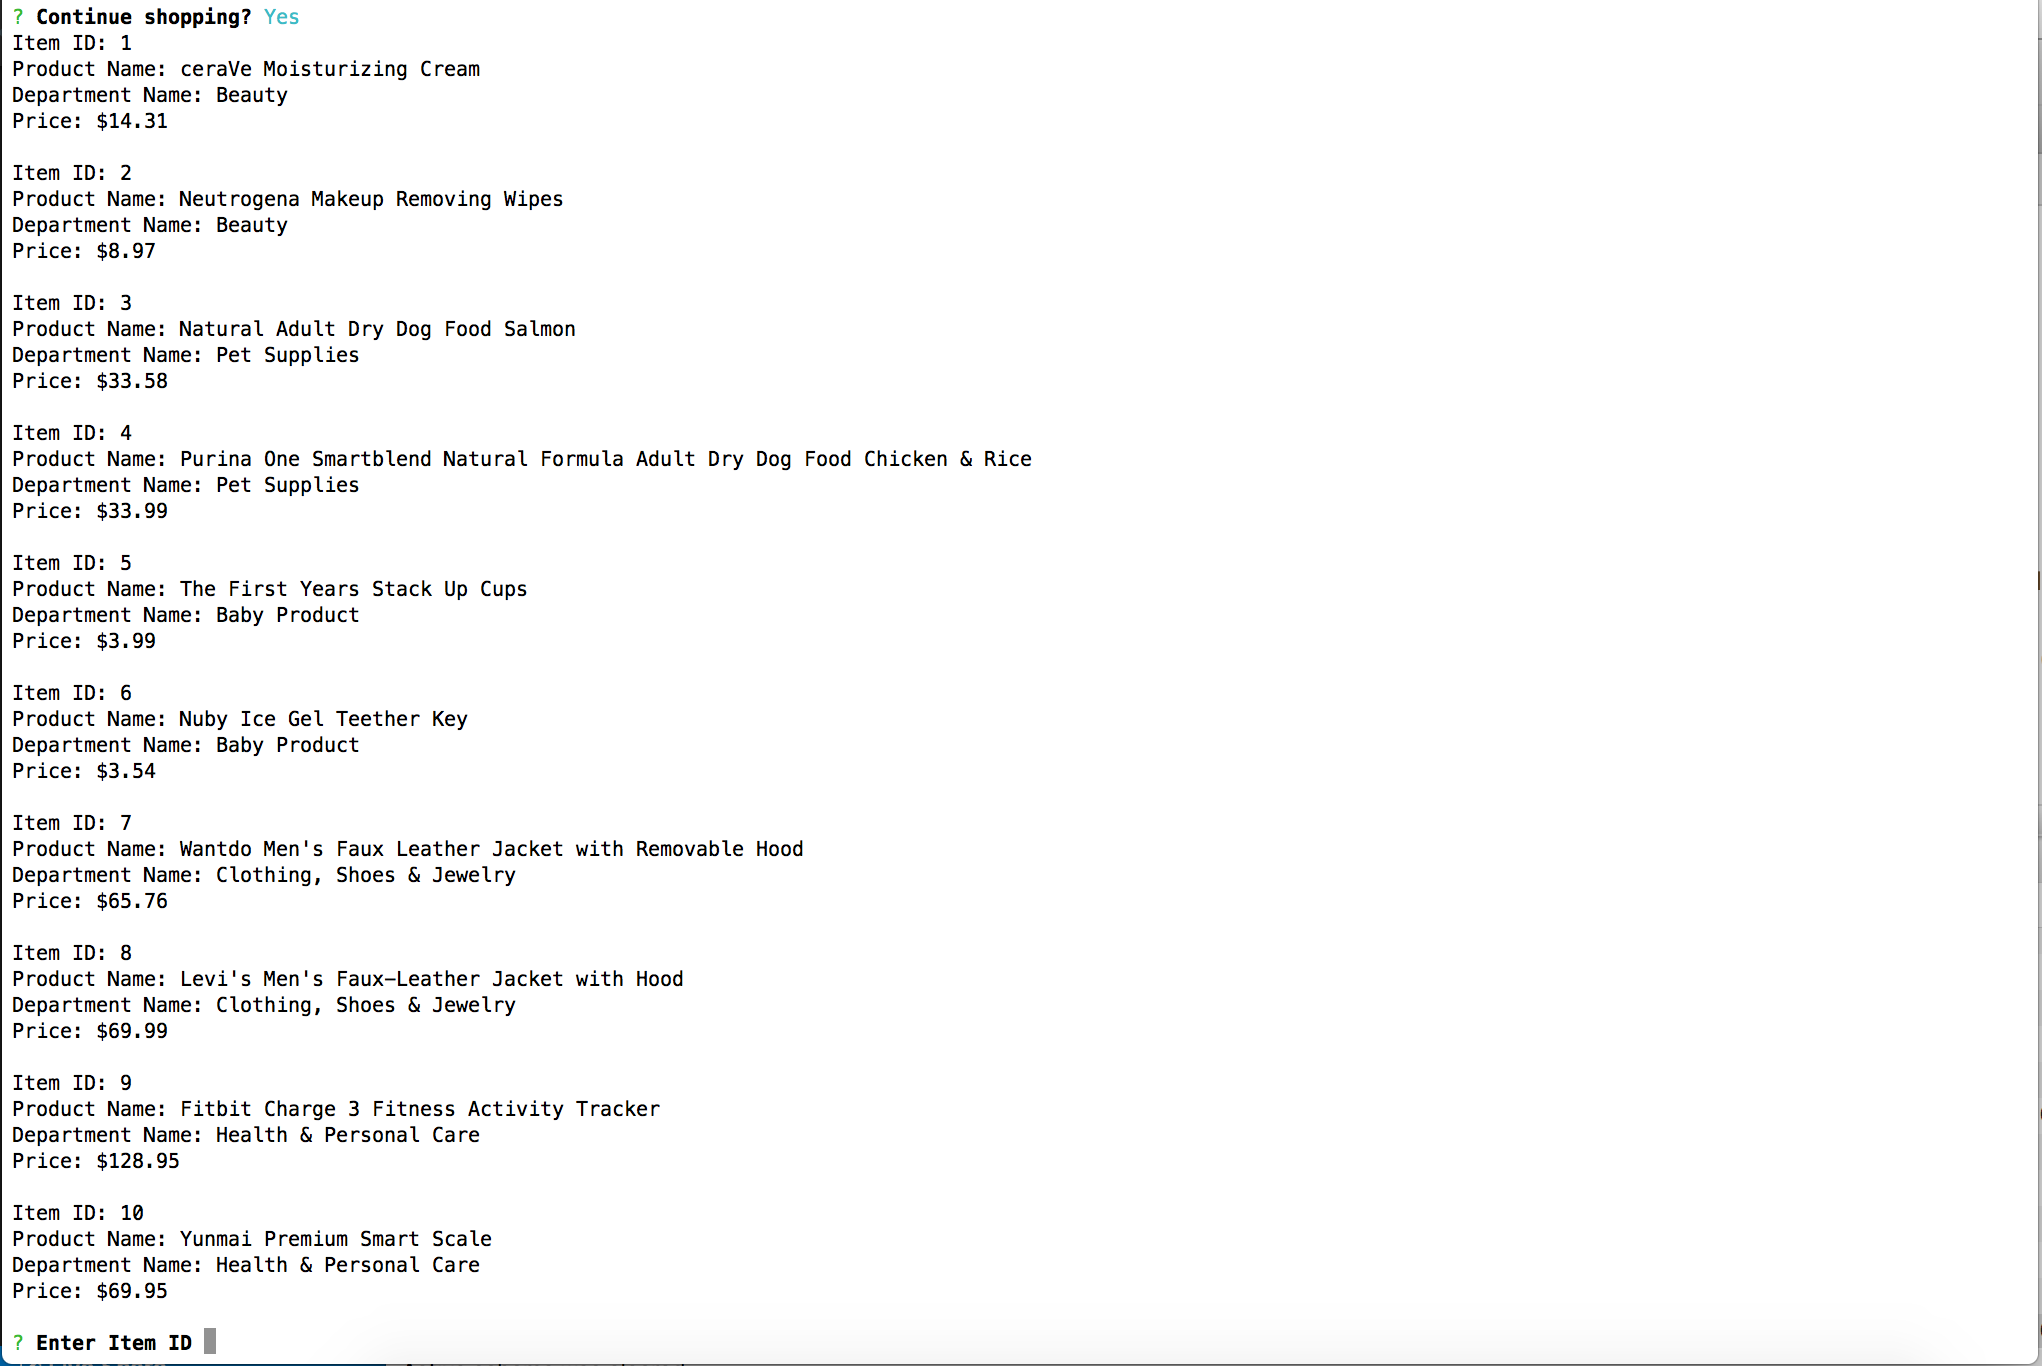 ? Continue shopping? Yes
Item ID: 1
Product Name: ceraVe Moisturizing Cream
Department Name: Beauty
Price: $14.31
Item ID: 2
Product Name: Neutrogena Makeup Removing Wipes
Department Name: Beauty
Price: $8.97
Item ID: 3
Product Name: Natural Adult Dry Dog Food Salmon
Department Name: Pet Supplies
Price: $33.58
Item ID: 4
Product Name: Purina One Smartblend Natural Formula Adult Dry Dog Food Chicken & Rice
Department Name: Pet Supplies
Price: $33.99
Item ID: 5
Product Name: The First Years Stack Up Cups
Department Name: Baby Product
Price: $3.99
Item ID: 6
Product Name: Nuby Ice Gel Teether Key
Department Name: Baby Product
Price: $3.54
Item ID: 7
Product Name: Wantdo Men's Faux Leather Jacket with Removable Hood
Department Name: Clothing, Shoes & Jewelry
Price: $65.76
Item ID: 8
Product Name: Levi's Men's Faux-Leather Jacket with Hood
Department Name: Clothing, Shoes & Jewelry
Price: $69.99
Item ID: 9
Product Name: Fitbit Charge 3 Fitness Activity Tracker
Department Name: Health & Personal Care
Price: $128.95
Item ID: 10
Product Name: Yunmai Premium Smart Scale
Department Name: Health & Personal Care
Price: $69.95
? Enter Item ID